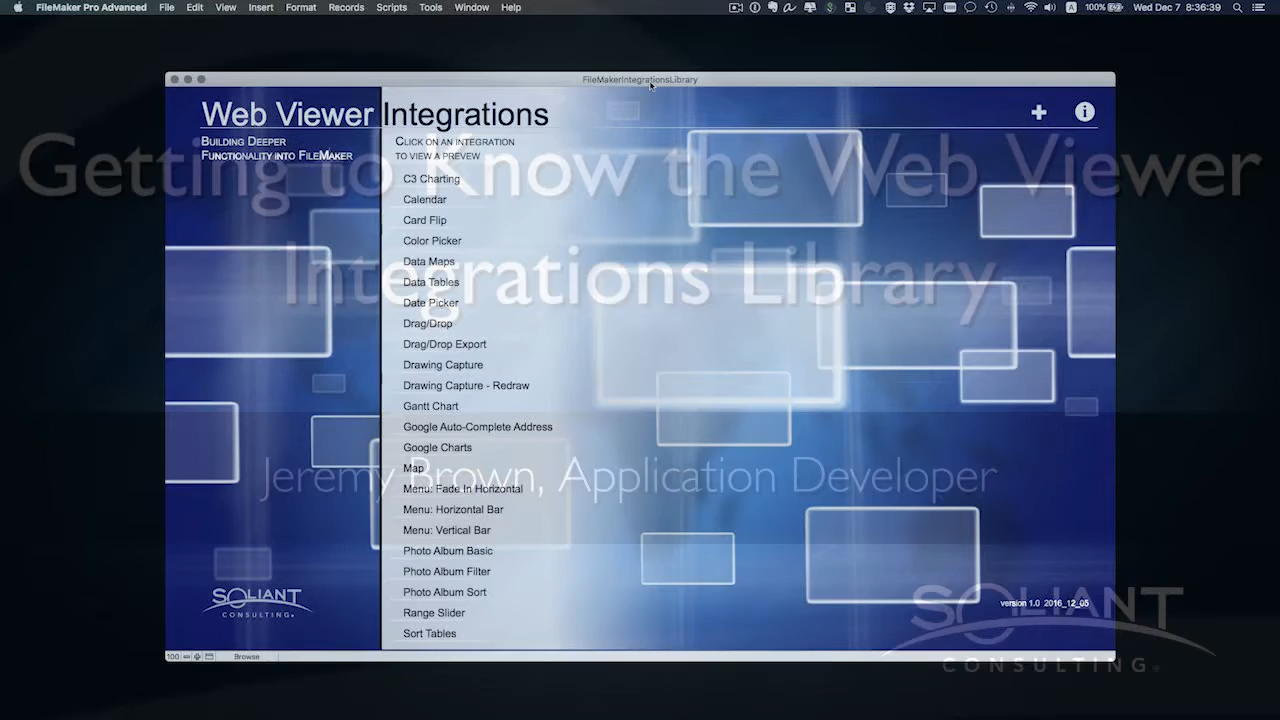 FileMaker Pro Advanced File Edit View Insert Format Records Scripts Tools Window Help
100% Wed Dec 7 8:36:39
FileMakerIntegrationsLibrary
Web Viewer Integrations
Building Deeper
Functionality into FileMaker
Click on an integration
to view a prevew
Getting to Know the Web Viewer
Integrations Library
Jeremy Brown, Application Developer
C3 Charting
Calendar
Card Flip
Color Picker
Data Maps
Data Tables
Date Picker
Drag/Drop
Drag/Drop Export
Drawing Capture
Drawing Capture - Redraw
Gantt Chart
Google Auto-Complete Address
Google Charts
Map
Menu: Fade In Horizontal
Menu: Horizontal Bar
Menu: Vertical Bar
Photo Album Basic
Photo Album Filter
Photo Album Sort
Range Slider
Sort Tables
SOLIANT
CONSULTING.
version 1.0 2016_12_05
SOLIANT
CONSULTING
100 Browse